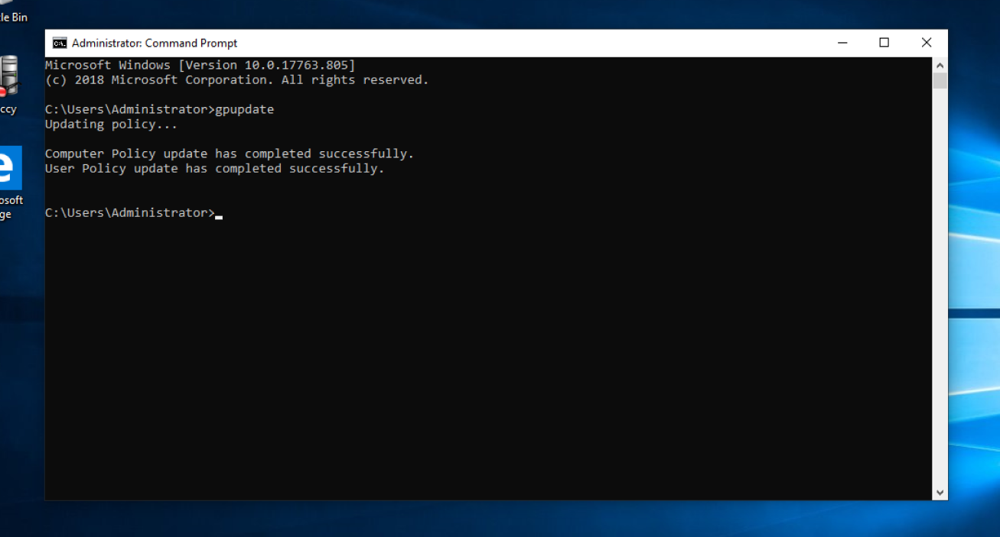 le Bin
Administrator: Command Prompt
Microsoft Windows [Version 10.0.17763.805]
(c) 2018 Microsoft Corporation. All rights reserved.
ccy
C:\Users\Administrator>gpupdate
Updating policy...
Computer Policy update has completed successfully.
User Policy update has completed successfully.
osoft
ge
C:\Users\Administrator>